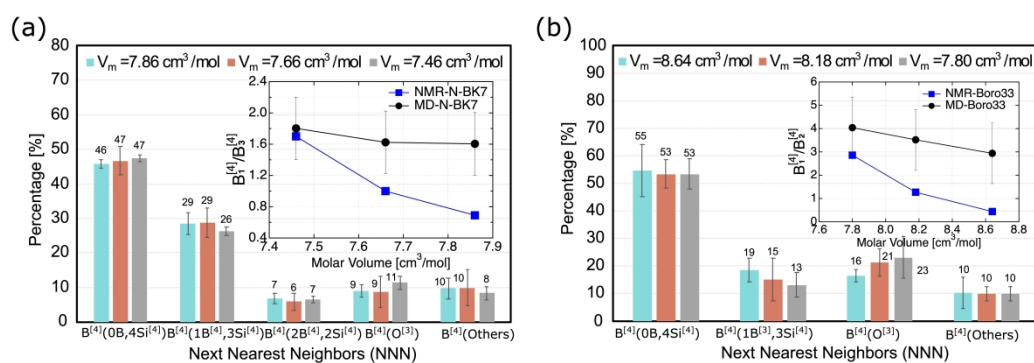 (a)
V_m =7.86 cm³/mol V_m =7.66 cm³/mol V_m =7.46 cm³/mol
Percentage [%]
80
70
60
50
40
30
20
10
0
46 47 47
29 29 26
7 6 7
9 9 11
10 10 8
B^[4](0B,4Si^[4]) B^[4](1B^[4],3Si^[4]) B^[4](2B^[4],2Si^[4]) B^[4](O^[3]) B^[4](Others)
Next Nearest Neighbors (NNN)
NMR-N-BK7
MD-N-BK7
B₁^[4]/B₃^[4]
2.4
2.0
1.6
1.2
0.8
0.4
7.4 7.5 7.6 7.7 7.8 7.9
Molar Volume [cm³/mol]
(b)
V_m =8.64 cm³/mol V_m =8.18 cm³/mol V_m =7.80 cm³/mol
Percentage [%]
100
90
80
70
60
50
40
30
20
10
0
55 53 53
19 15 13
16 21 23
10 10 10
B^[4](0B,4Si^[4]) B^[4](1B^[3],3Si^[4]) B^[4](O^[3]) B^[4](Others)
Next Nearest Neighbors (NNN)
NMR-Boro33
MD-Boro33
B₁^[4]/B₂^[4]
6
5
4
3
2
1
0
7.6 7.8 8.0 8.2 8.4 8.6 8.8
Molar Volume [cm³/mol]